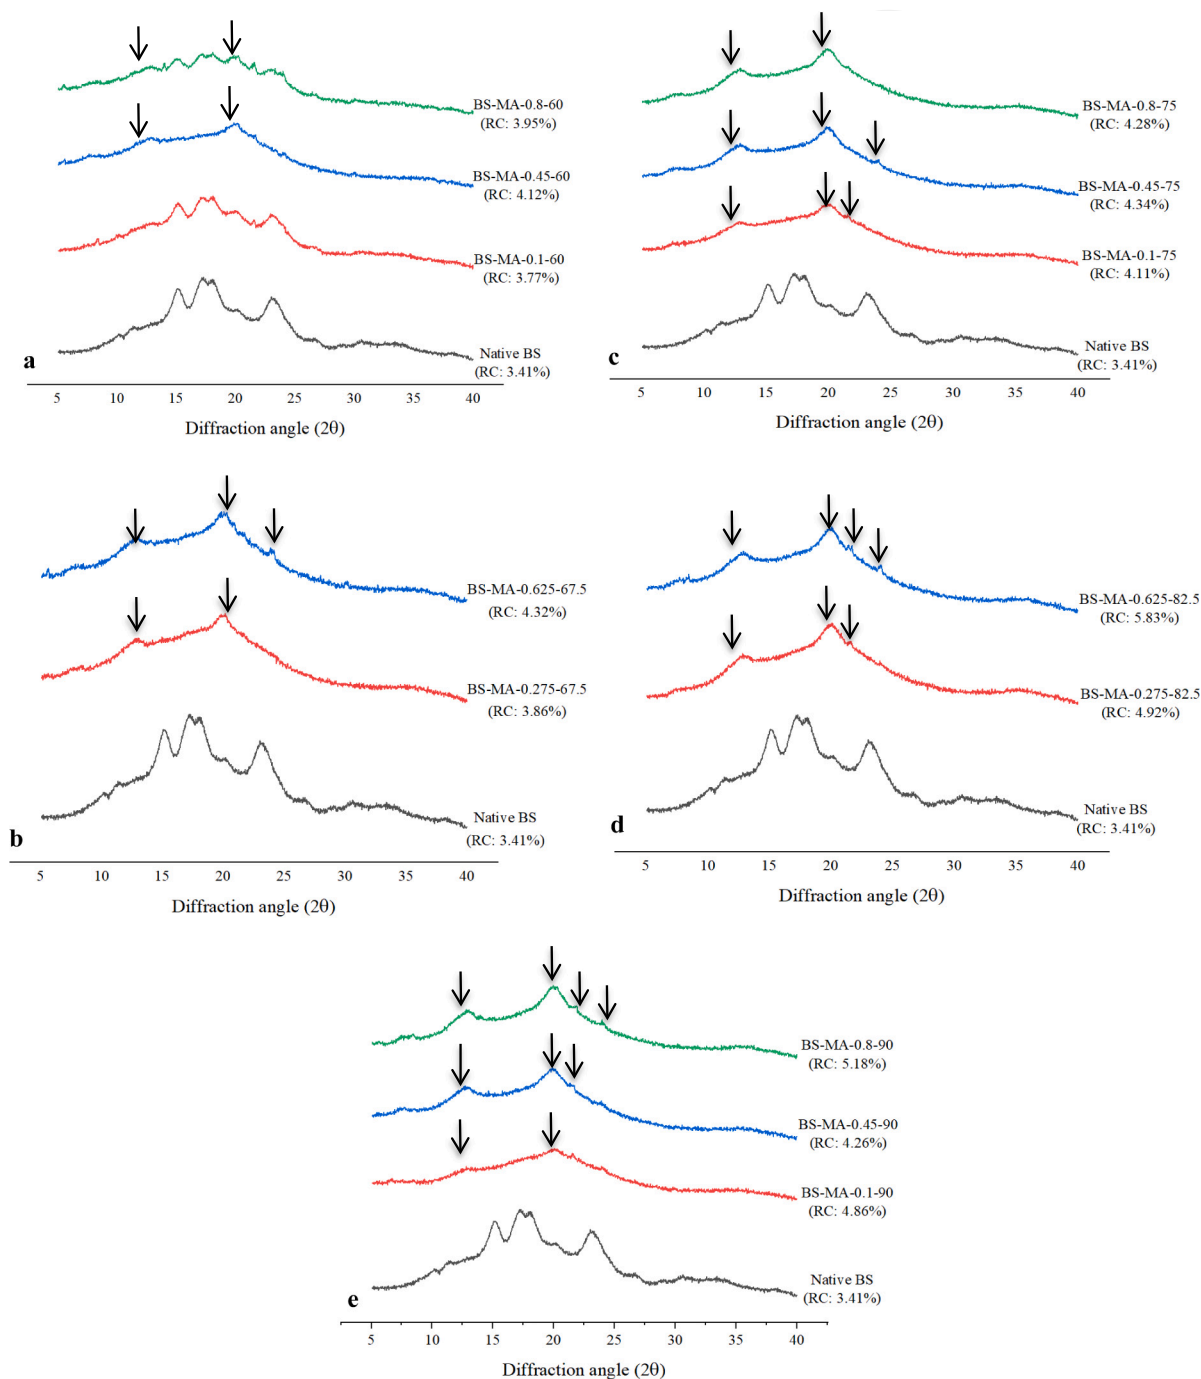 BS-MA-0.8-60
(RC: 3.95%)
BS-MA-0.45-60
(RC: 4.12%)
BS-MA-0.1-60
(RC: 3.77%)
Native BS
(RC: 3.41%)
a
5 10 15 20 25 30 35 40
Diffraction angle (2θ)
BS-MA-0.8-75
(RC: 4.28%)
BS-MA-0.45-75
(RC: 4.34%)
BS-MA-0.1-75
(RC: 4.11%)
Native BS
(RC: 3.41%)
c
5 10 15 20 25 30 35 40
Diffraction angle (2θ)
BS-MA-0.625-67.5
(RC: 4.32%)
BS-MA-0.275-67.5
(RC: 3.86%)
Native BS
(RC: 3.41%)
b
5 10 15 20 25 30 35 40
Diffraction angle (2θ)
BS-MA-0.625-82.5
(RC: 5.83%)
BS-MA-0.275-82.5
(RC: 4.92%)
Native BS
(RC: 3.41%)
d
5 10 15 20 25 30 35 40
Diffraction angle (2θ)
BS-MA-0.8-90
(RC: 5.18%)
BS-MA-0.45-90
(RC: 4.26%)
BS-MA-0.1-90
(RC: 4.86%)
Native BS
(RC: 3.41%)
e
5 10 15 20 25 30 35 40
Diffraction angle (2θ)